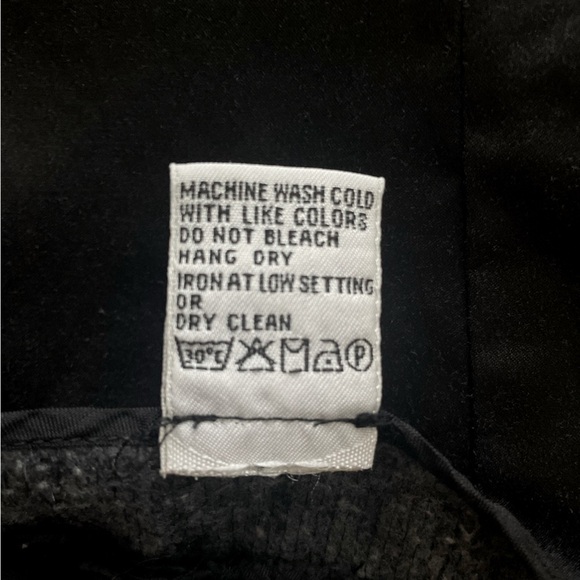 MACHINE WASH COLD
WITH LIKE COLORS
DO NOT BLEACH
HANG DRY
IRON AT LOW SETTING
OR
DRY CLEAN
30°C P